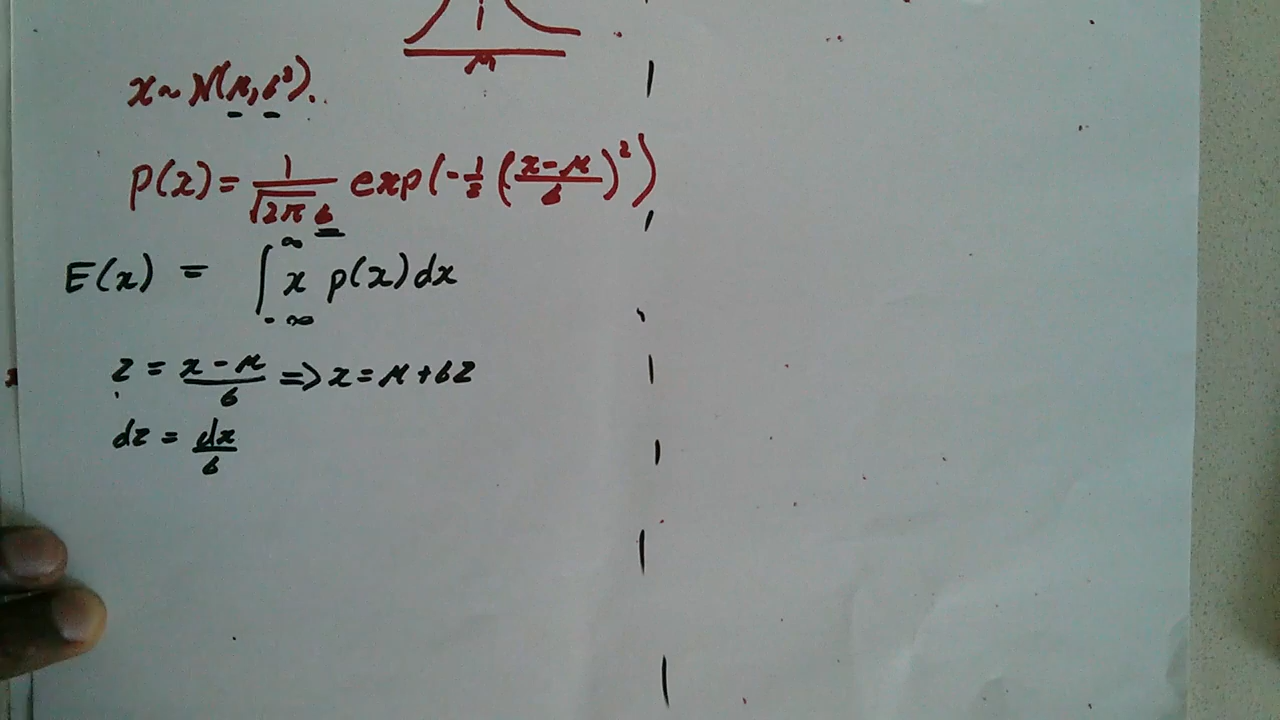 μ
x ~ N(μ, σ²).
p(x) = 1/(√2π σ) exp(-1/2 ((x-μ)/σ)²)
E(x) = ∫_{-∞}^{∞} x p(x) dx
z = (x-μ)/σ => x = μ + σz
dz = dx/σ